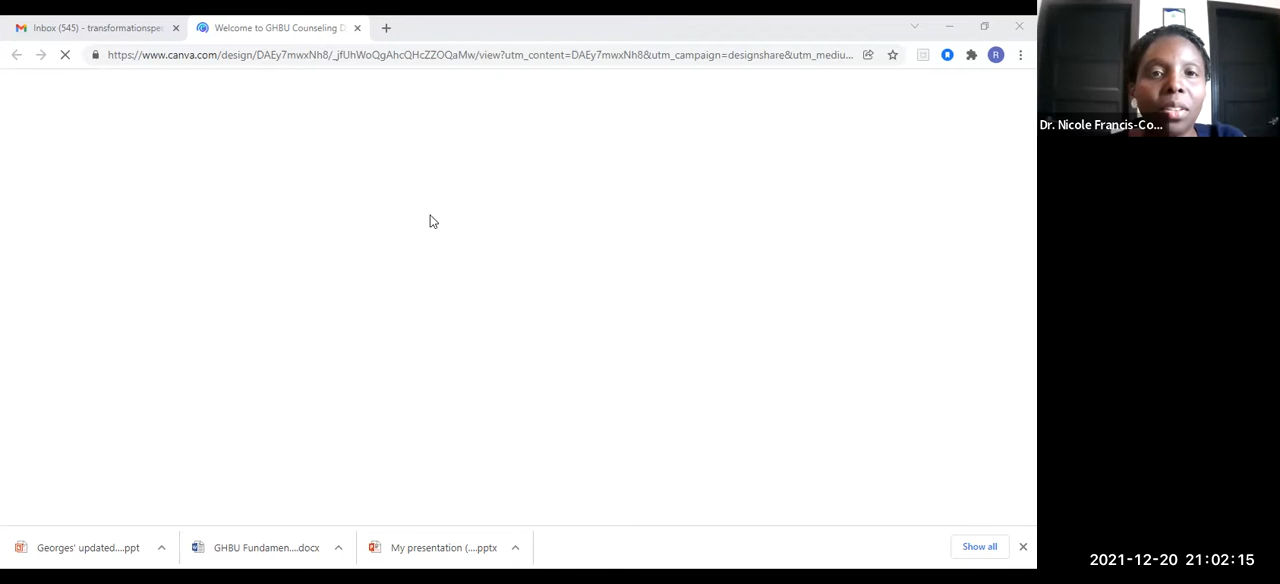 Inbox (545) - transformationspec
Welcome to GHBU Counseling D
https://www.canva.com/design/DAEy7mwxNh8/_jfUhWoQgAhcQHcZZOQaMw/view?utm_content=DAEy7mwxNh8&utm_campaign=designshare&utm_mediu...
R
Dr. Nicole Francis-Co...
Georges' updated....ppt
GHBU Fundamen....docx
My presentation (....pptx
Show all
2021-12-20 21:02:15